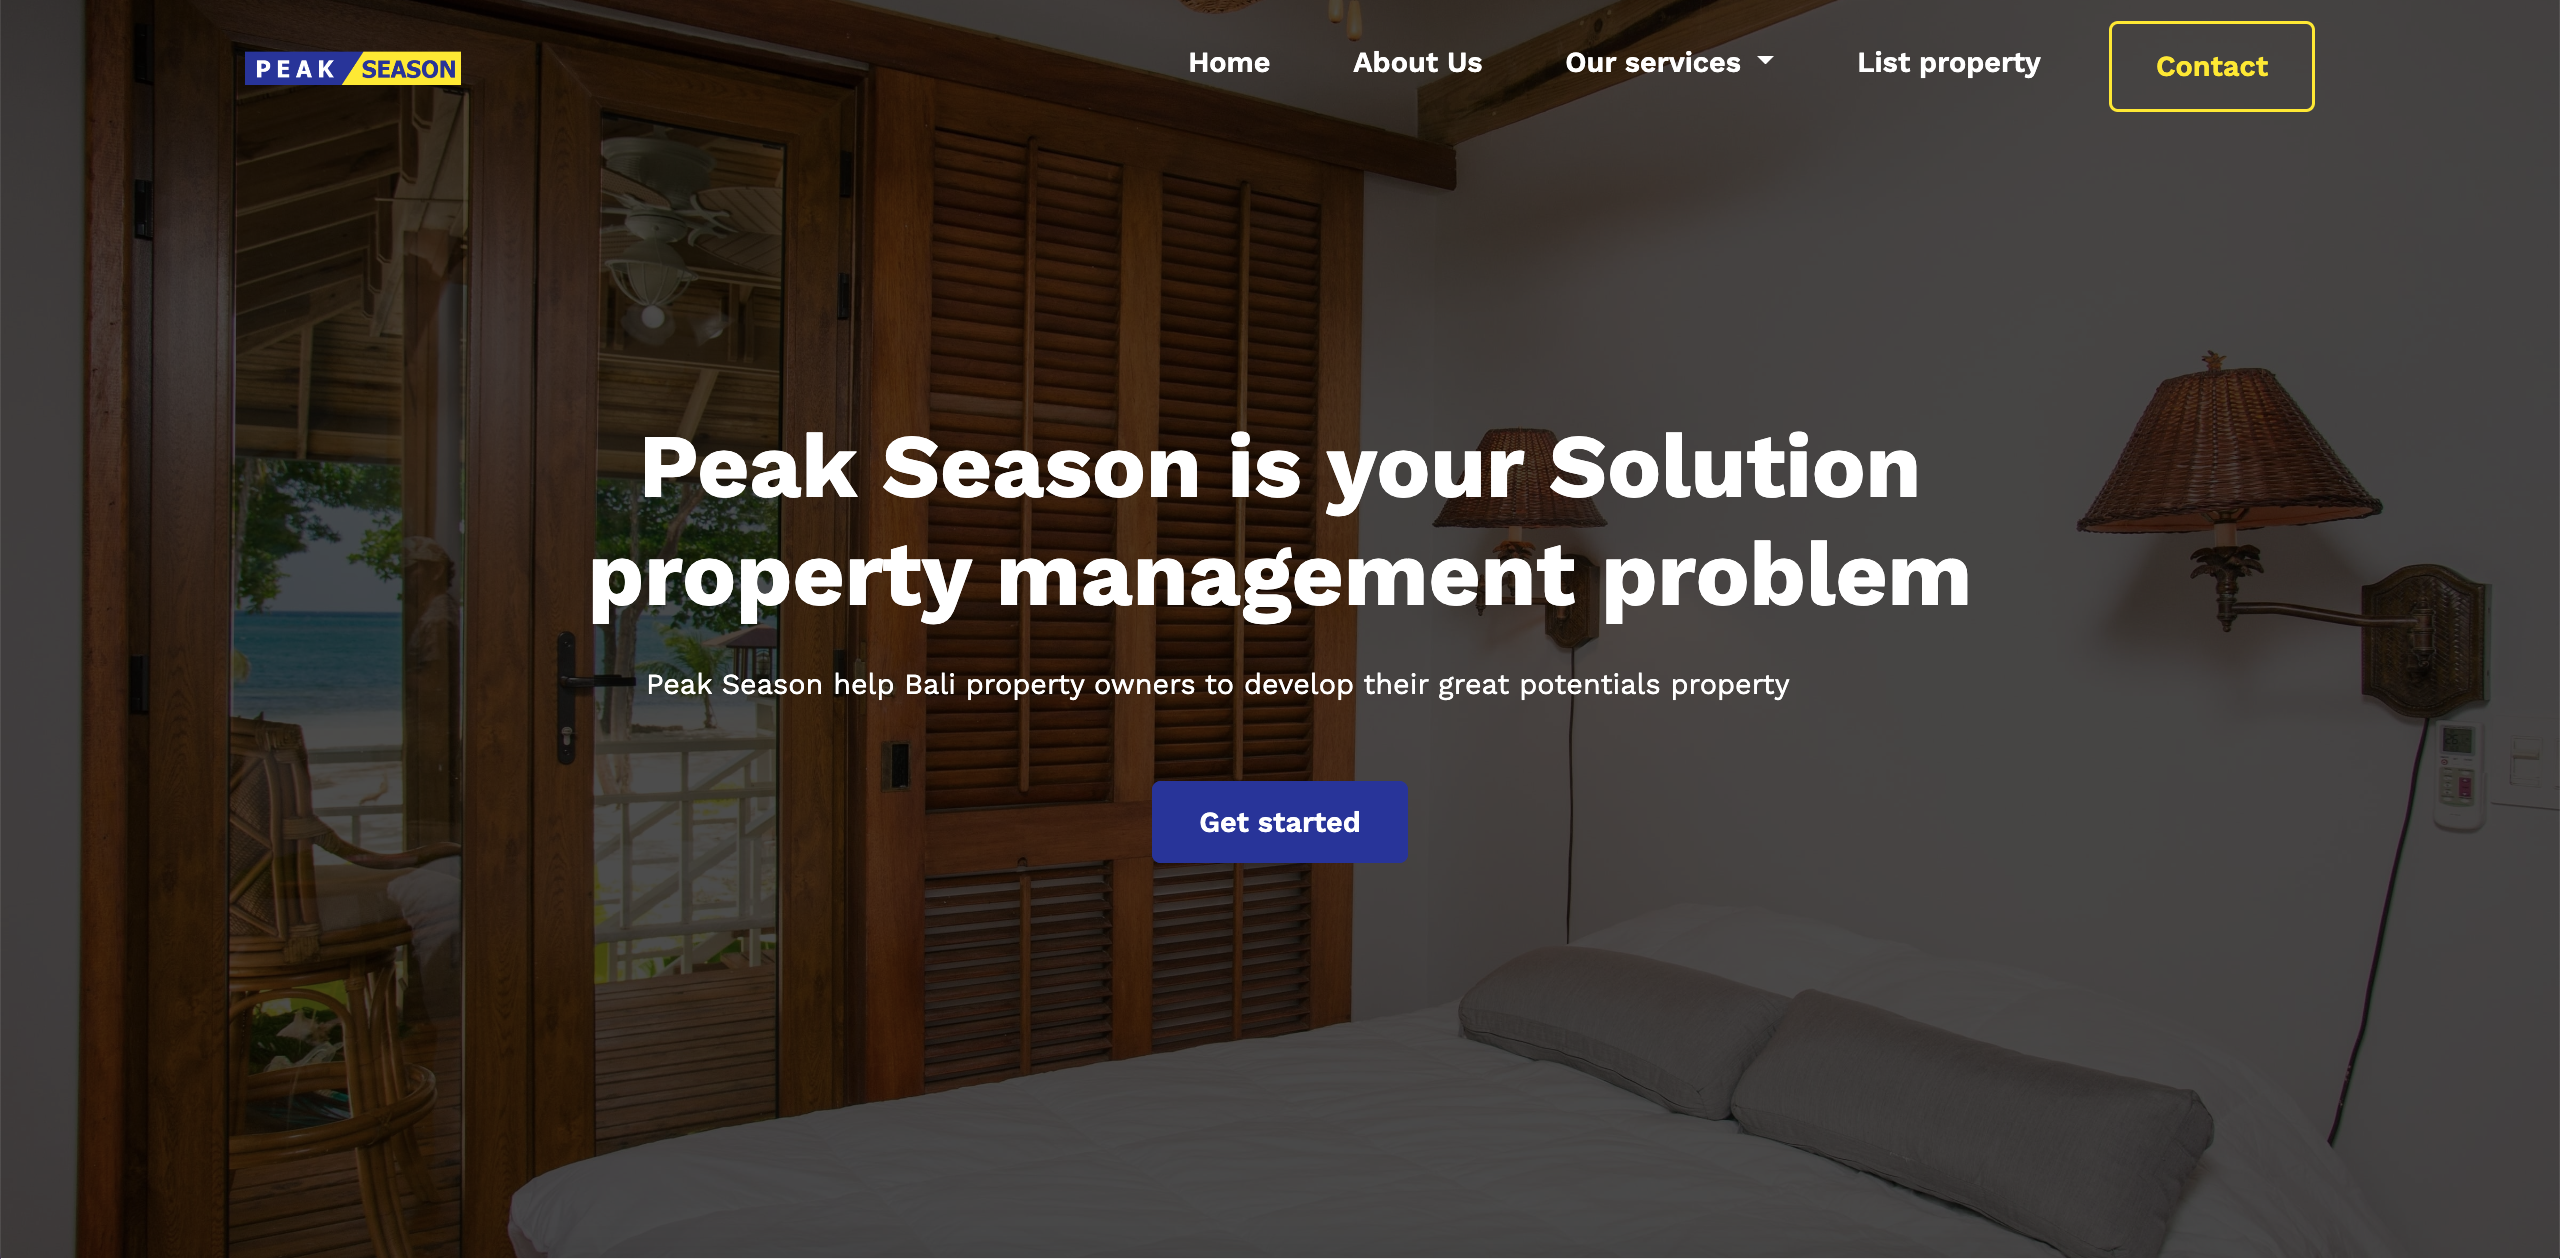 PEAK SEASON
Home About Us Our services List property Contact
Peak Season is your Solution
property management problem
Peak Season help Bali property owners to develop their great potentials property
Get started